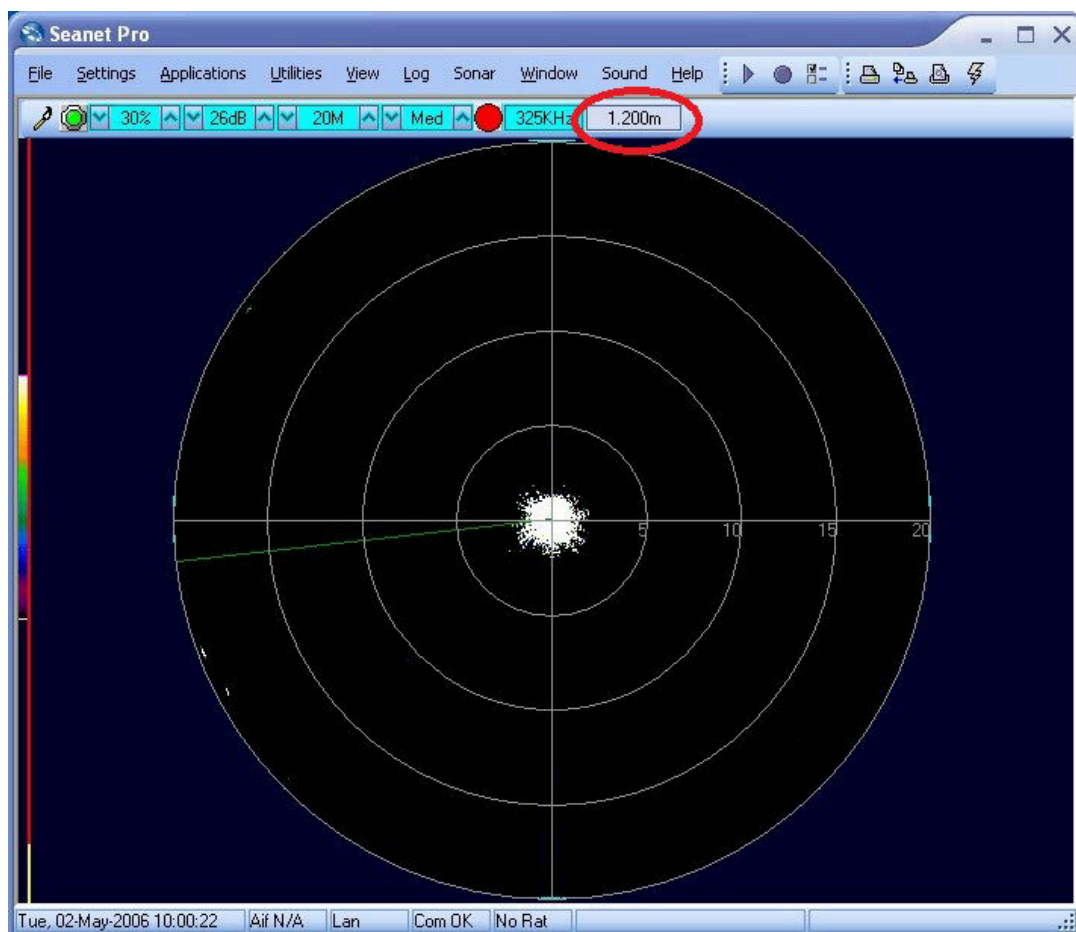 Seanet Pro
File Settings Applications Utilities View Log Sonar Window Sound Help
30% 26dB 20M Med 325KHz 1.200m
5 10 15 20
Tue, 02-May-2006 10:00:22 Aif N/A Lan Com OK No Rat